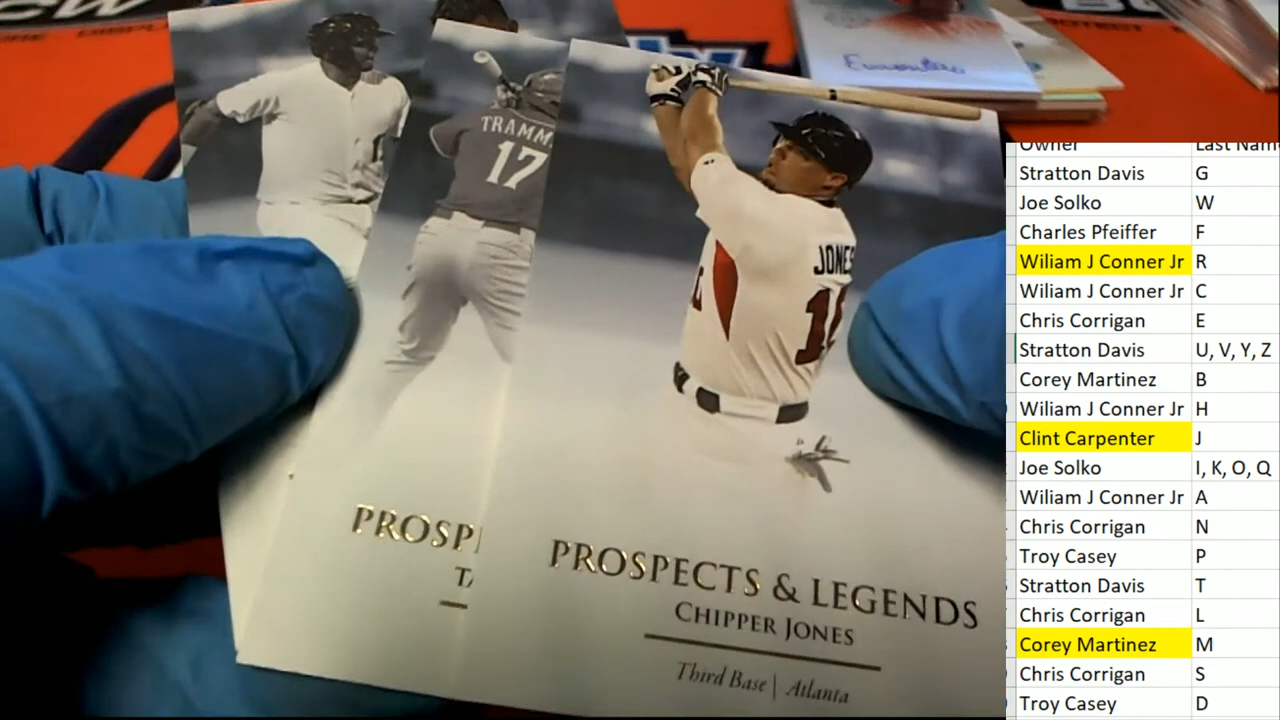 TRAMM
17
JONES
PROSP
PROSPECTS & LEGENDS
CHIPPER JONES
Third Base | Atlanta
Owner Last Name
Stratton Davis G
Joe Solko W
Charles Pfeiffer F
Wiliam J Conner Jr R
Wiliam J Conner Jr C
Chris Corrigan E
Stratton Davis U, V, Y, Z
Corey Martinez B
Wiliam J Conner Jr H
Clint Carpenter J
Joe Solko I, K, O, Q
Wiliam J Conner Jr A
Chris Corrigan N
Troy Casey P
Stratton Davis T
Chris Corrigan L
Corey Martinez M
Chris Corrigan S
Troy Casey D